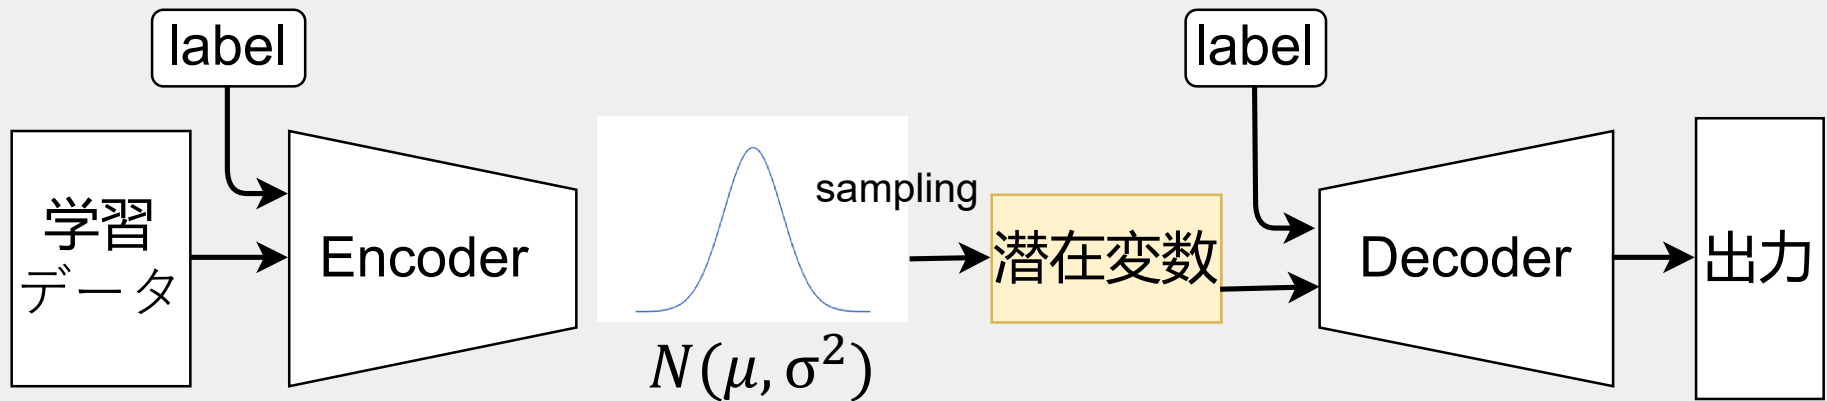 label
学習
データ
Encoder
N(μ, σ²)
sampling
潜在変数
label
Decoder
出力